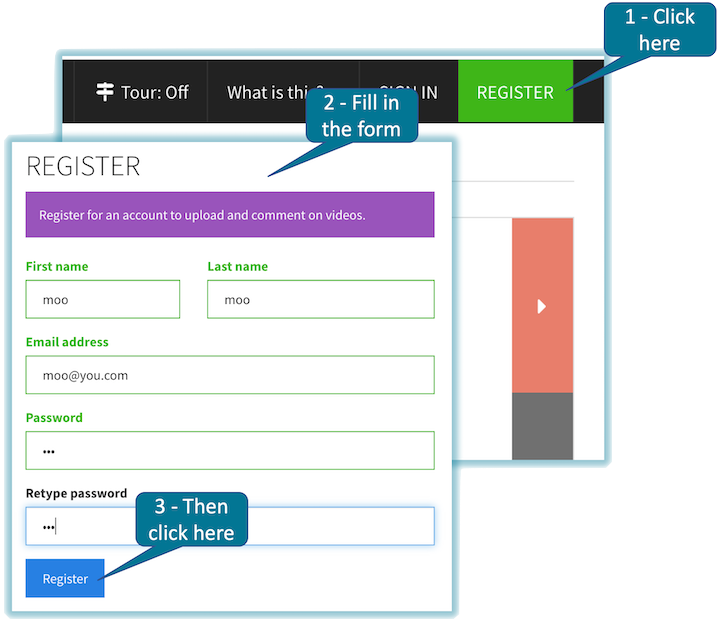 1 - Click
here
Tour: Off
What is thi
SIGN IN
REGISTER
2 - Fill in
the form
REGISTER
Register for an account to upload and comment on videos.
First name
Last name
moo
moo
Email address
moo@you.com
Password
•••
Retype password
•••
3 - Then
click here
Register